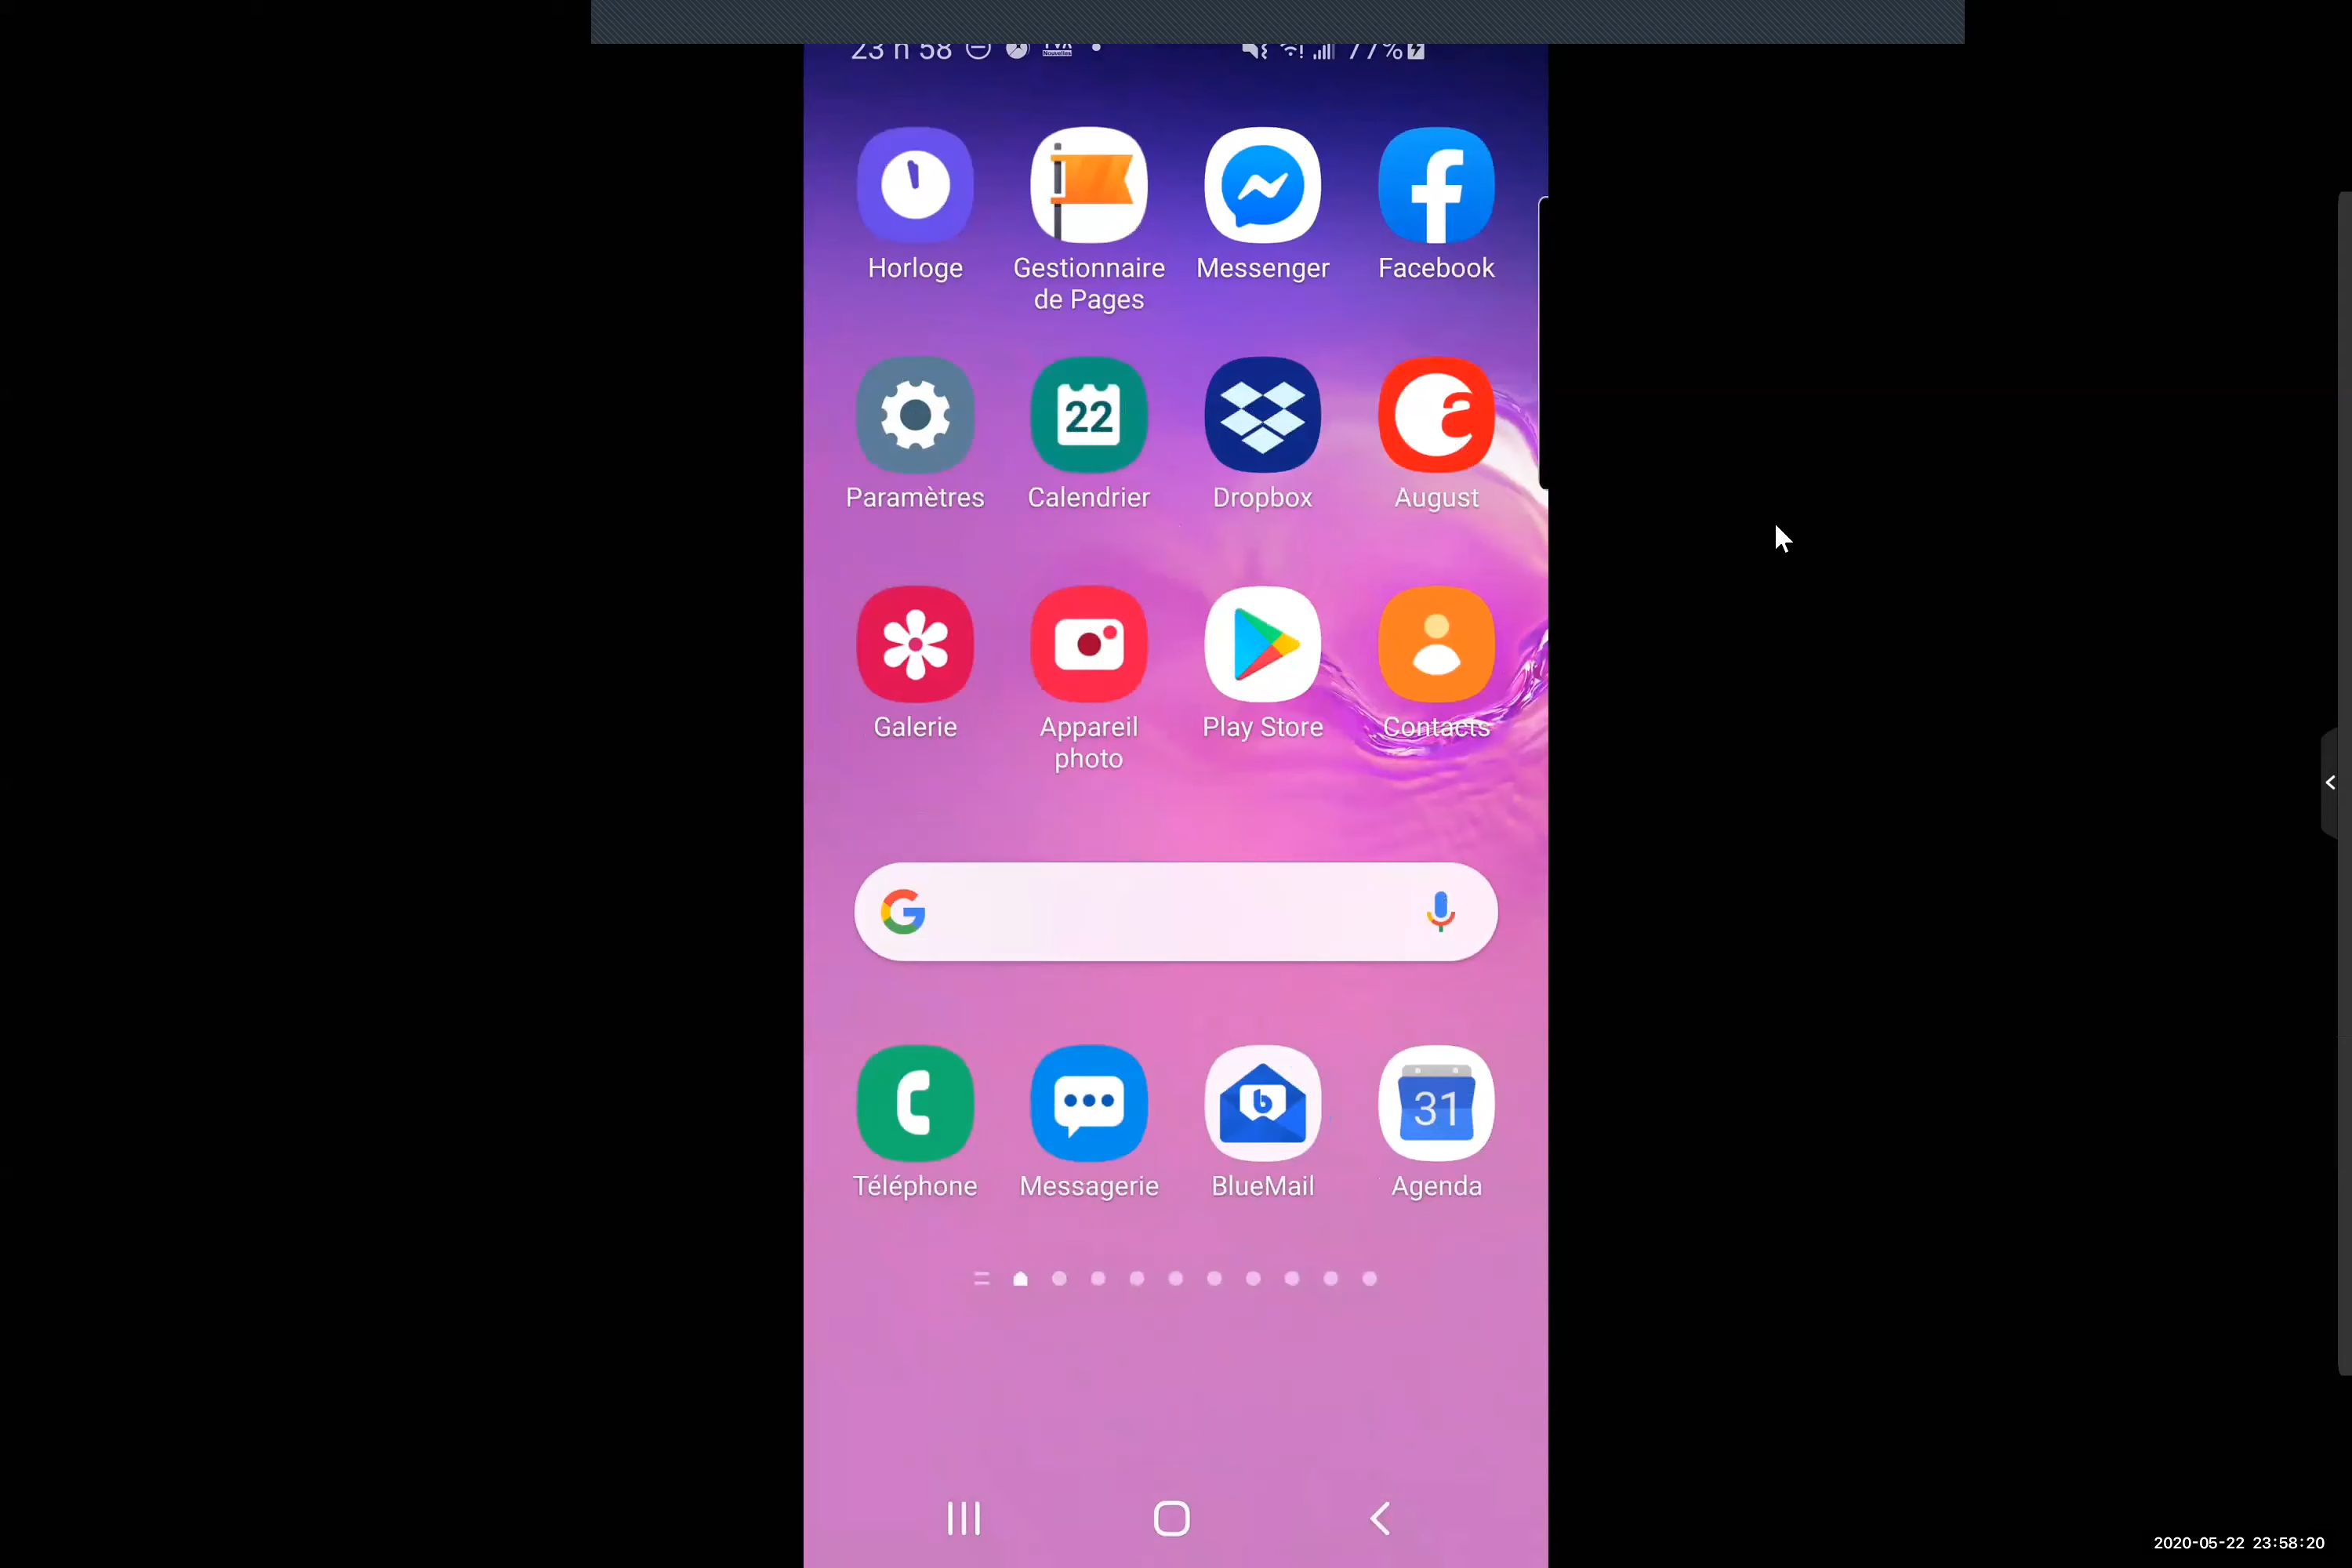 23 h 58
77%
Horloge
Gestionnaire
de Pages
Messenger
Facebook
22
Paramètres
Calendrier
Dropbox
August
Galerie
Appareil
photo
Play Store
Contacts
31
Téléphone
Messagerie
BlueMail
Agenda
2020-05-22 23:58:20